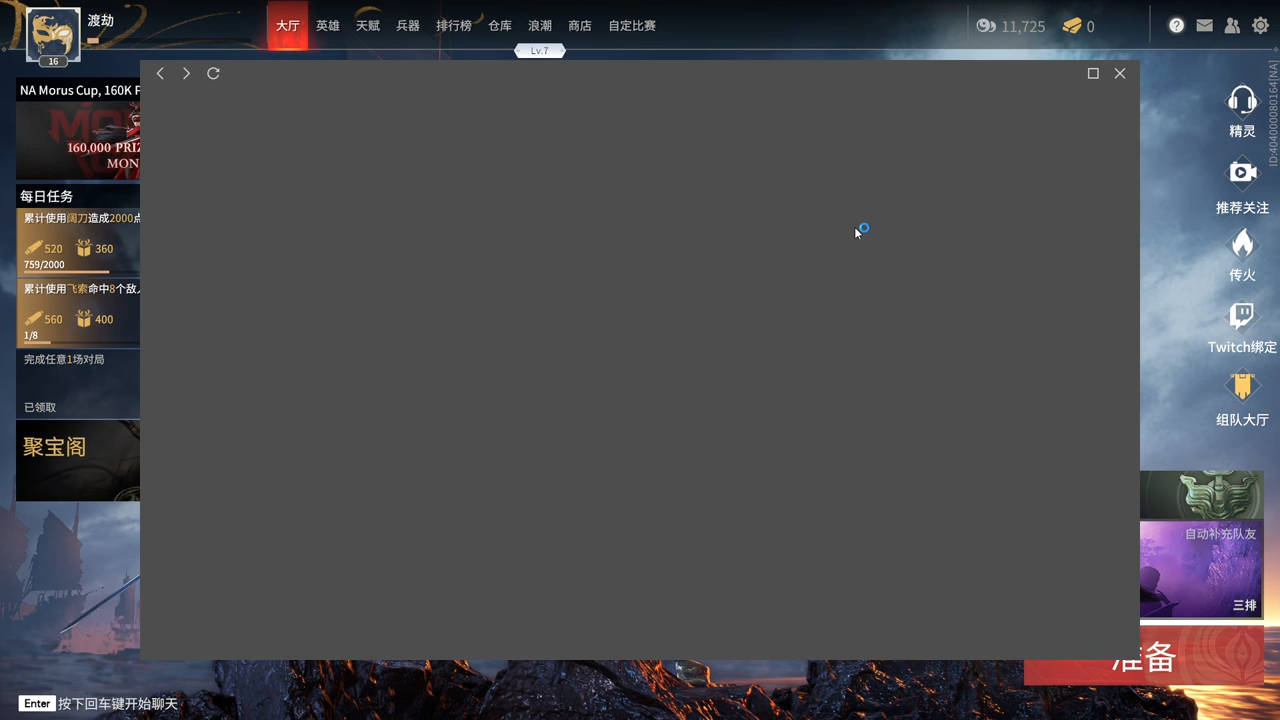 渡劫
16
大厅 英雄 天赋 兵器 排行榜 仓库 浪潮 商店 自定比赛
11,725 0
Lv.7
NA Morus Cup, 160K
160,000 PRIZ
MON
每日任务
累计使用阔刀造成2000点
520 360
759/2000
累计使用飞索命中8个敌
560 400
1/8
完成任意1场对局
已领取
聚宝阁
ID:404000080164[NA]
精灵
推荐关注
传火
Twitch绑定
组队大厅
自动补充队友
三排
准备
Enter 按下回车键开始聊天